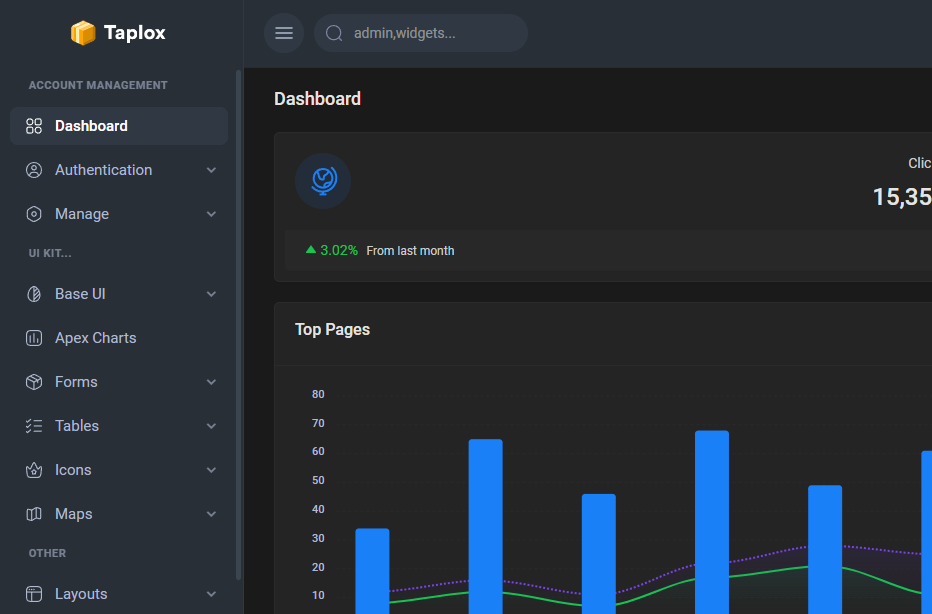 Taplox
admin,widgets...
ACCOUNT MANAGEMENT
Dashboard
Authentication
Manage
UI KIT...
Base UI
Apex Charts
Forms
Tables
Icons
Maps
OTHER
Layouts
Dashboard
Clic
15,35
3.02% From last month
Top Pages
80
70
60
50
40
30
20
10